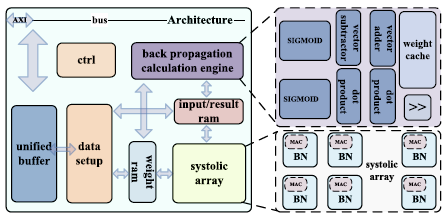 AXI
bus
Architecture
ctrl
back propagation
calculation engine
input/result
ram
unified
buffer
data
setup
weight
ram
systolic
array
SIGMOID
vector
subtractor
vector
adder
weight
cache
SIGMOID
dot
product
dot
product
>>
MAC
BN
MAC
BN
MAC
BN
systolic
array
MAC
BN
MAC
BN
MAC
BN